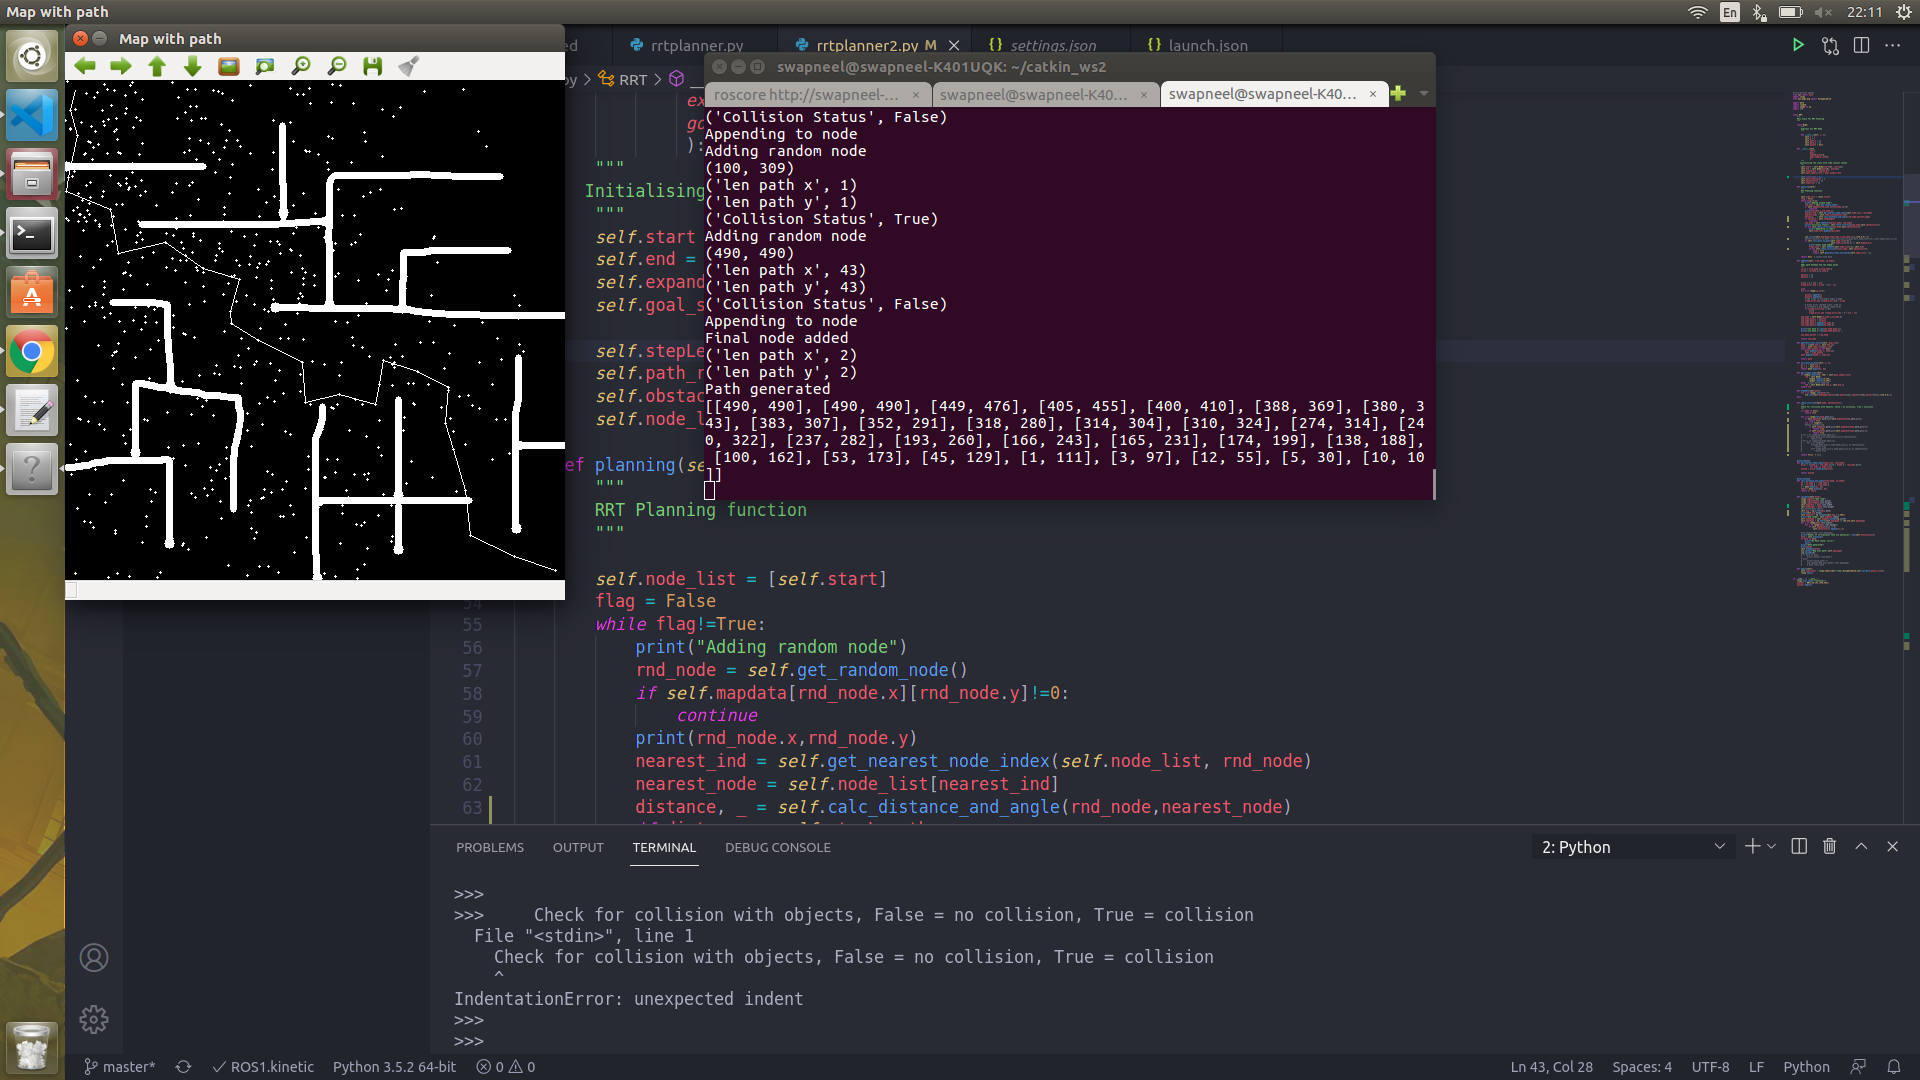 Map with path
En
22:11
Map with path
ed
rrtplanner.py
rrtplanner2.py M
settings.json
launch.json
py > RRT >
swapneel@swapneel-K401UQK: ~/catkin_ws2
roscore http://swapneel-...
swapneel@swapneel-K40...
swapneel@swapneel-K40...
('Collision Status', False)
Appending to node
Adding random node
(100, 309)
('len path x', 1)
('len path y', 1)
('Collision Status', True)
Adding random node
(490, 490)
('len path x', 43)
('len path y', 43)
('Collision Status', False)
Appending to node
Final node added
('len path x', 2)
('len path y', 2)
Path generated
[[490, 490], [490, 490], [449, 476], [405, 455], [400, 410], [388, 369], [380, 3
43], [383, 307], [352, 291], [318, 280], [314, 304], [310, 324], [274, 314], [24
0, 322], [237, 282], [193, 260], [166, 243], [165, 231], [174, 199], [138, 188],
[100, 162], [53, 173], [45, 129], [1, 111], [3, 97], [12, 55], [5, 30], [10, 10
]]
ex
go
):
"""
Initialising
"""
self.start
self.end =
self.expand
self.goal_s
self.stepLe
self.path_r
self.obstac
self.node_l
ef planning(se
"""
RRT Planning function
"""
self.node_list = [self.start]
54 flag = False
55 while flag!=True:
56 print("Adding random node")
57 rnd_node = self.get_random_node()
58 if self.mapdata[rnd_node.x][rnd_node.y]!=0:
59 continue
60 print(rnd_node.x,rnd_node.y)
61 nearest_ind = self.get_nearest_node_index(self.node_list, rnd_node)
62 nearest_node = self.node_list[nearest_ind]
63 distance, _ = self.calc_distance_and_angle(rnd_node,nearest_node)
PROBLEMS OUTPUT TERMINAL DEBUG CONSOLE
2: Python
>>>
>>> Check for collision with objects, False = no collision, True = collision
File "<stdin>", line 1
Check for collision with objects, False = no collision, True = collision
^
IndentationError: unexpected indent
>>>
>>>
master* ROS1.kinetic Python 3.5.2 64-bit 0 0
Ln 43, Col 28 Spaces: 4 UTF-8 LF Python